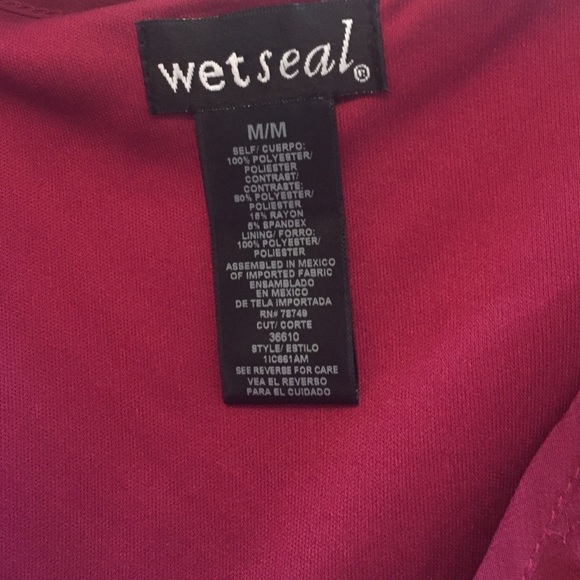 wetseal®
M/M
SELF/ CUERPO:
100% POLYESTER/
POLIESTER
CONTRAST/
CONTRASTE:
80% POLYESTER/
POLIESTER
15% RAYON
5% SPANDEX
LINING/ FORRO:
100% POLYESTER/
POLIESTER
ASSEMBLED IN MEXICO
OF IMPORTED FABRIC
ENSAMBLADO
EN MEXICO
DE TELA IMPORTADA
RN# 78749
CUT/ CORTE
36610
STYLE/ ESTILO
1IC661AM
SEE REVERSE FOR CARE
VEA EL REVERSO
PARA EL CUIDADO